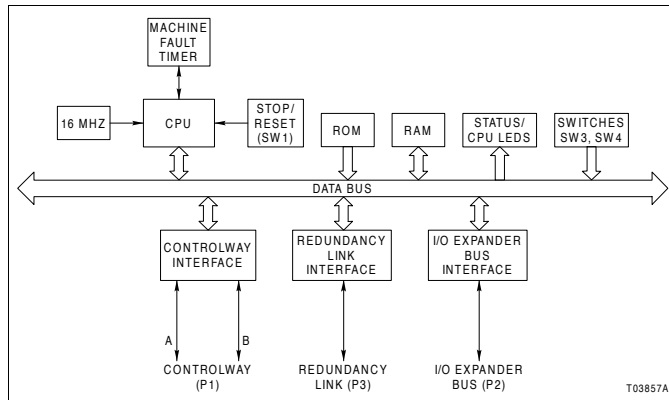 MACHINE
FAULT
TIMER
16 MHZ
CPU
STOP/
RESET
(SW1)
ROM
RAM
STATUS/
CPU LEDS
SWITCHES
SW3, SW4
DATA BUS
CONTROLWAY
INTERFACE
REDUNDANCY
LINK
INTERFACE
I/O EXPANDER
BUS
INTERFACE
A
B
CONTROLWAY
(P1)
REDUNDANCY
LINK (P3)
I/O EXPANDER
BUS (P2)
T03857A